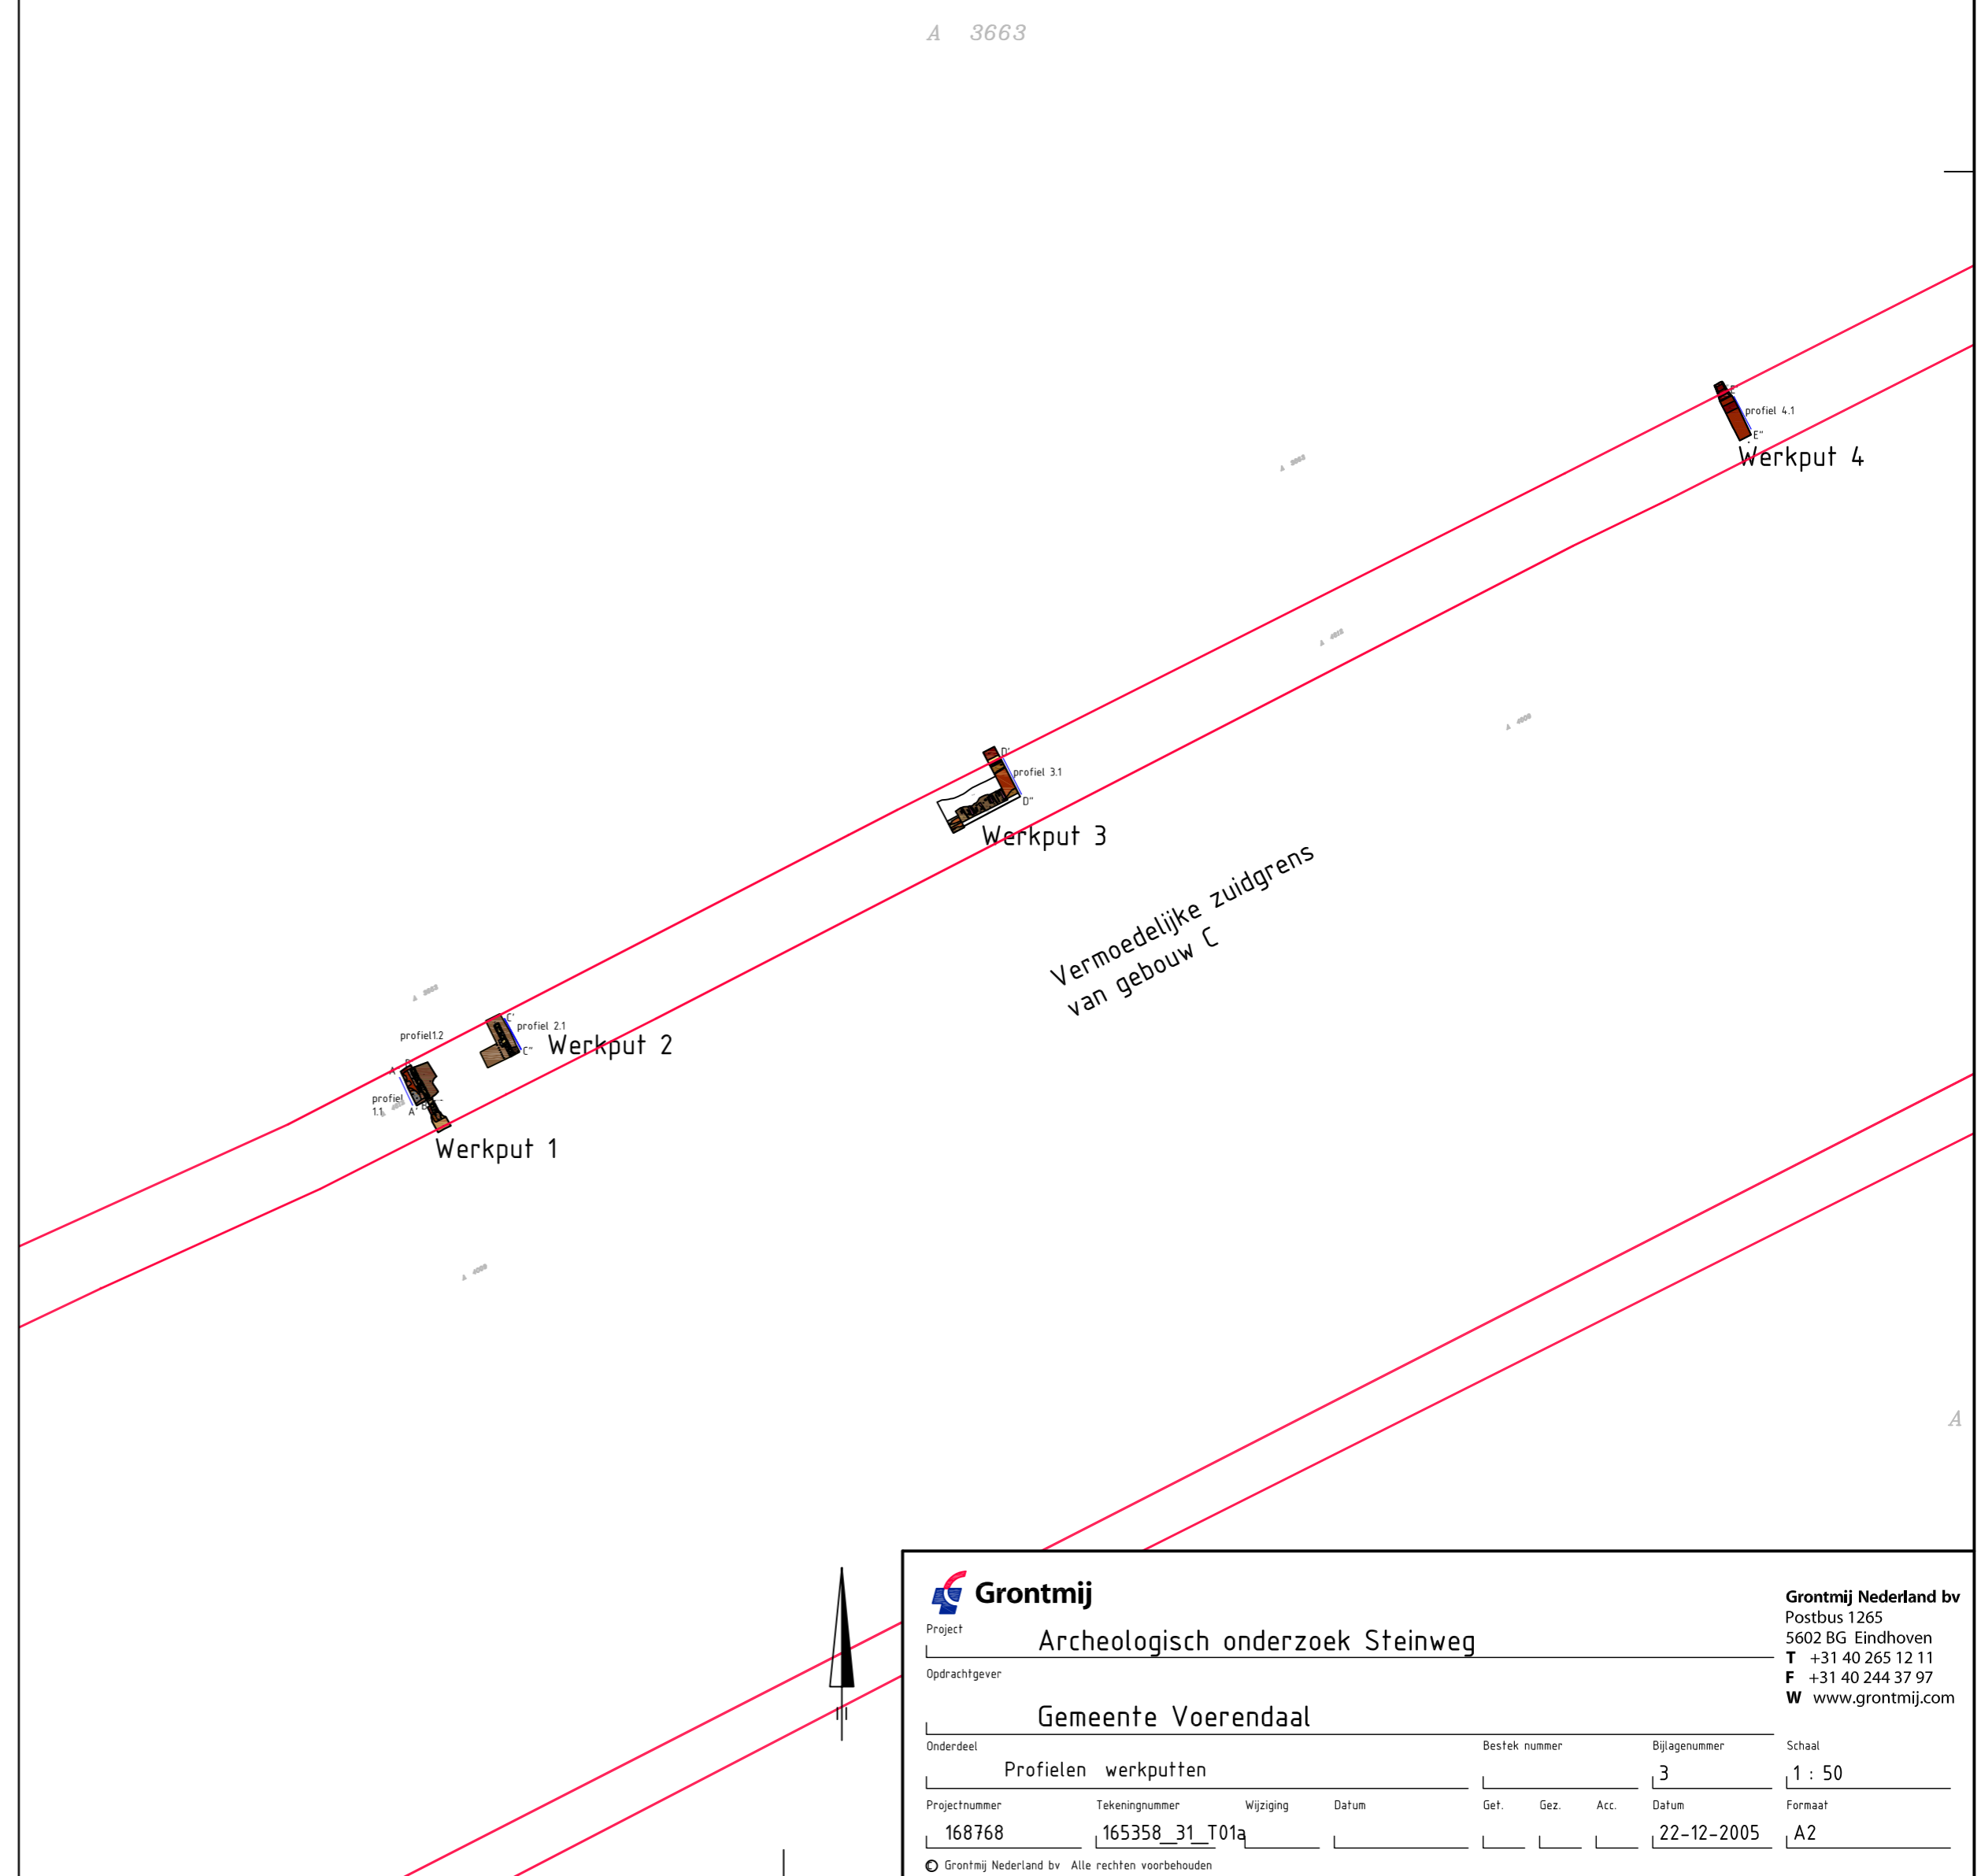 A 3663
E'
profiel 4.1
E"
Werkput 4
D'
profiel 3.1
D"
Werkput 3
Vermoedelijke zuidgrens
van gebouw C
C'
profiel 2.1
profiel1.2
Werkput 2
C"
A
profiel
1.1
A'
B
Werkput 1
A
Grontmij
Grontmij Nederland bv
Postbus 1265
5602 BG Eindhoven
T +31 40 265 12 11
F +31 40 244 37 97
W www.grontmij.com
Project
Archeologisch onderzoek Steinweg
Opdrachtgever
Gemeente Voerendaal
Onderdeel Bestek nummer Bijlagenummer Schaal
Profielen werkputten 3 1 : 50
Projectnummer Tekeningnummer Wijziging Datum Get. Gez. Acc. Datum Formaat
168768 165358_31_T01a 22-12-2005 A2
© Grontmij Nederland bv Alle rechten voorbehouden